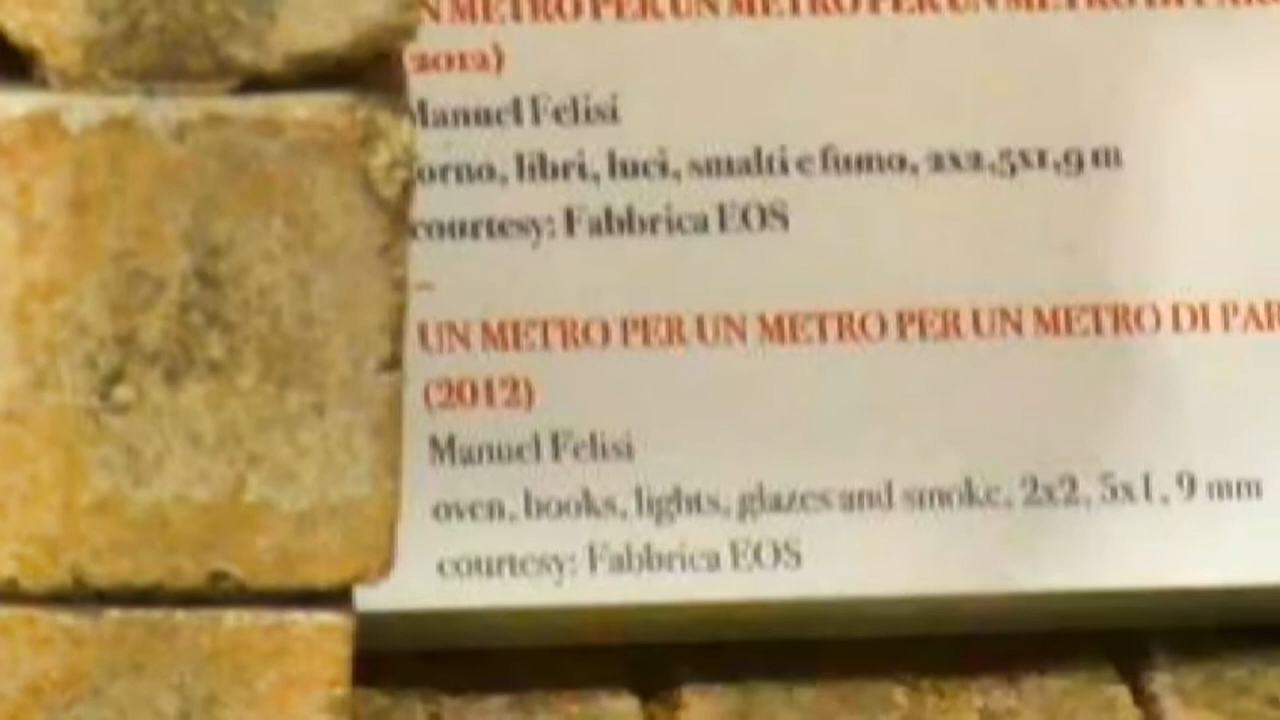 N METRO PER UN METRO PER UN METRO DI PAR
(2012)
Manuel Felisi
orno, libri, luci, smalti e fumo, 2x2,5x1,9 m
courtesy: Fabbrica EOS
–
UN METRO PER UN METRO PER UN METRO DI PAR
(2012)
Manuel Felisi
oven, books, lights, glazes and smoke, 2x2, 5x1, 9 mm
courtesy: Fabbrica EOS